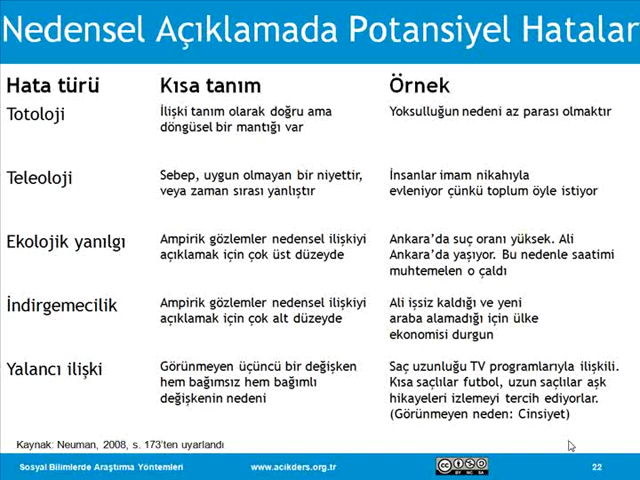 Nedensel Açıklamada Potansiyel Hatalar
Hata türü Kısa tanım Örnek
Totoloji
İlişki tanım olarak doğru ama
döngüsel bir mantığı var
Yoksulluğun nedeni az parası olmaktır
Teleoloji
Sebep, uygun olmayan bir niyettir,
veya zaman sırası yanlıştır
İnsanlar imam nikahıyla
evleniyor çünkü toplum öyle istiyor
Ekolojik yanılgı
Ampirik gözlemler nedensel ilişkiyi
açıklamak için çok üst düzeyde
Ankara’da suç oranı yüksek. Ali
Ankara’da yaşıyor. Bu nedenle saatimi
muhtemelen o çaldı
İndirgemecilik
Ampirik gözlemler nedensel ilişkiyi
açıklamak için çok alt düzeyde
Ali işsiz kaldığı ve yeni
araba alamadığı için ülke
ekonomisi durgun
Yalancı ilişki
Görünmeyen üçüncü bir değişken
hem bağımsız hem bağımlı
değişkenin nedeni
Saç uzunluğu TV programlarıyla ilişkili.
Kısa saçlılar futbol, uzun saçlılar aşk
hikayeleri izlemeyi tercih ediyorlar.
(Görünmeyen neden: Cinsiyet)
Kaynak: Neuman, 2008, s. 173’ten uyarlandı
Sosyal Bilimlerde Araştırma Yöntemleri www.acikders.org.tr cc BY NC SA 22